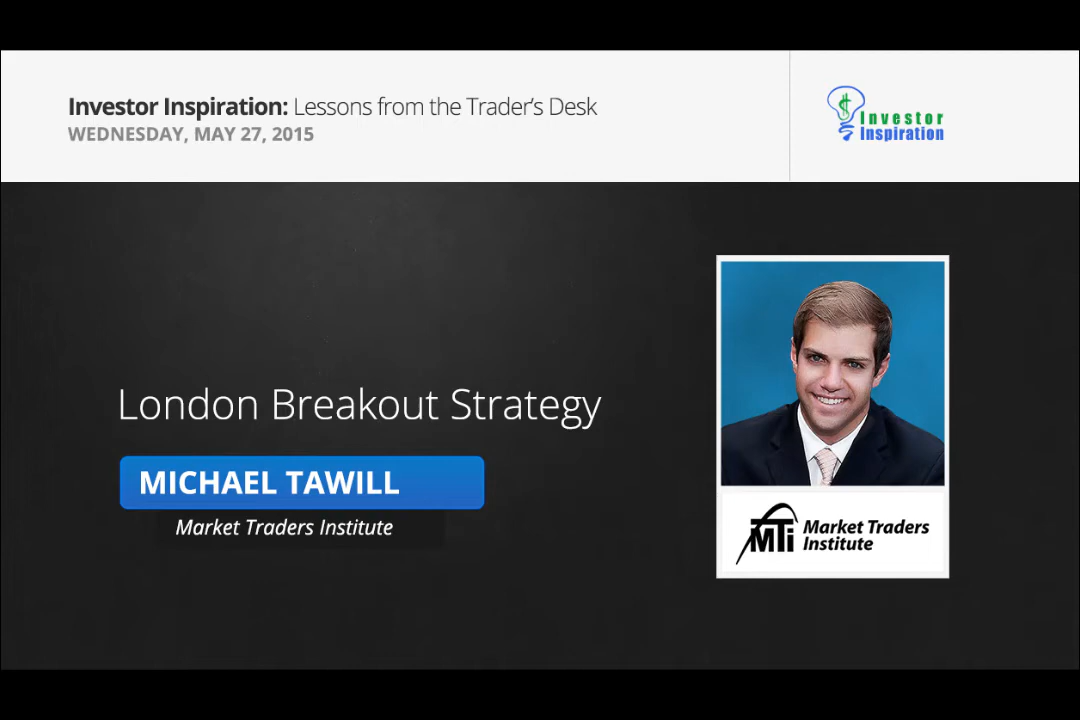 Investor Inspiration: Lessons from the Trader's Desk
WEDNESDAY, MAY 27, 2015
Investor
Inspiration
London Breakout Strategy
MICHAEL TAWILL
Market Traders Institute
MTi Market Traders
Institute